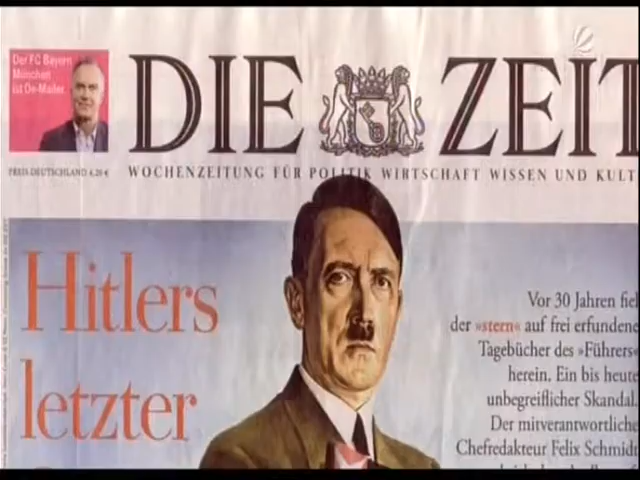 Der FC Bayern
München
ist De-Mailer.
DIE ZEIT
PREIS DEUTSCHLAND 4,20 €
WOCHENZEITUNG FÜR POLITIK WIRTSCHAFT WISSEN UND KULT
Hitlers
letzter
Vor 30 Jahren fiel
der »stern« auf frei erfundene
Tagebücher des »Führers«
herein. Ein bis heute
unbegreiflicher Skandal.
Der mitverantwortliche
Chefredakteur Felix Schmidt